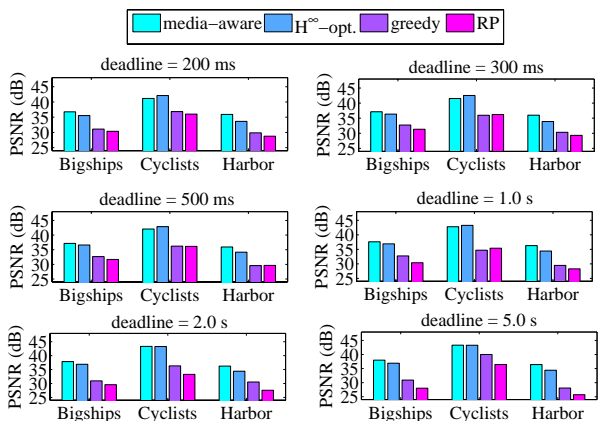 media−aware H∞−opt. greedy RP
deadline = 200 ms
PSNR (dB)
45
40
35
30
25
Bigships Cyclists Harbor
deadline = 300 ms
45
40
35
30
25
Bigships Cyclists Harbor
deadline = 500 ms
PSNR (dB)
45
40
35
30
25
Bigships Cyclists Harbor
deadline = 1.0 s
45
40
35
30
25
Bigships Cyclists Harbor
deadline = 2.0 s
PSNR (dB)
45
40
35
30
25
Bigships Cyclists Harbor
deadline = 5.0 s
PSNR (dB)
45
40
35
30
25
Bigships Cyclists Harbor